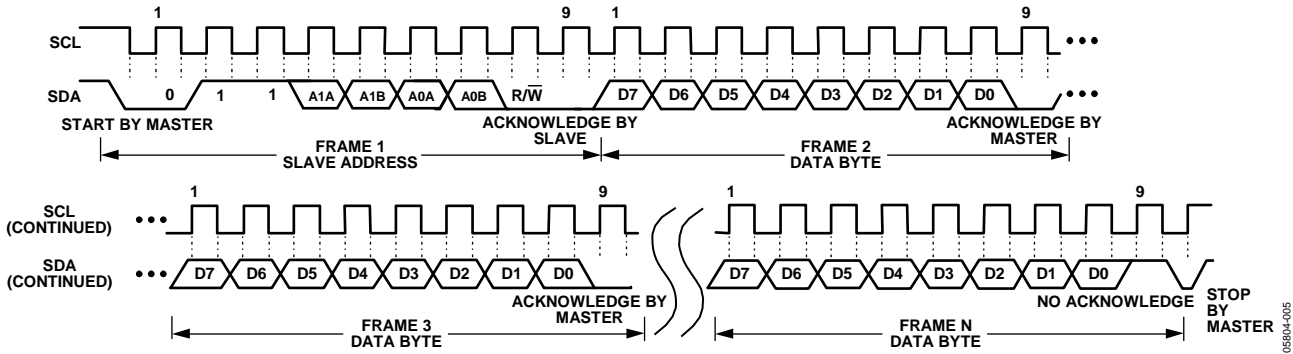 1 9 1 9
SCL
SDA 0 1 1 A1A A1B A0A A0B R/W̅ D7 D6 D5 D4 D3 D2 D1 D0
START BY MASTER
ACKNOWLEDGE BY
SLAVE
ACKNOWLEDGE BY
MASTER
FRAME 1
SLAVE ADDRESS
FRAME 2
DATA BYTE
1 9 1 9
SCL
(CONTINUED)
SDA
(CONTINUED)
D7 D6 D5 D4 D3 D2 D1 D0 D7 D6 D5 D4 D3 D2 D1 D0
ACKNOWLEDGE BY
MASTER
NO ACKNOWLEDGE
STOP
BY
MASTER
FRAME 3
DATA BYTE
FRAME N
DATA BYTE
05804-005